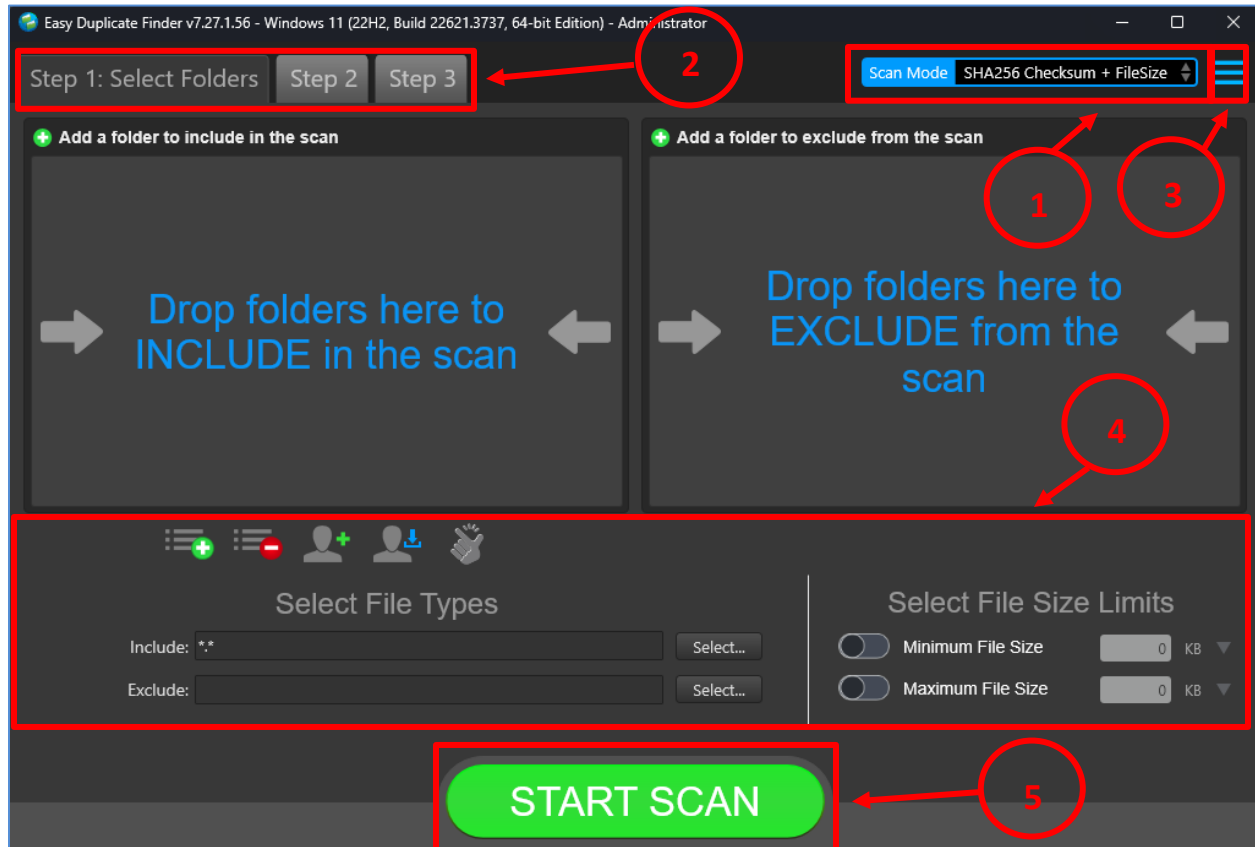 Easy Duplicate Finder v7.27.1.56 - Windows 11 (22H2, Build 22621.3737, 64-bit Edition) - Administrator
2
Step 1: Select Folders Step 2 Step 3
Scan Mode SHA256 Checksum + FileSize
Add a folder to include in the scan
Add a folder to exclude from the scan
1
3
Drop folders here to
INCLUDE in the scan
Drop folders here to
EXCLUDE from the
scan
4
Select File Types
Include: *.* Select...
Exclude: Select...
Select File Size Limits
Minimum File Size 0 KB
Maximum File Size 0 KB
START SCAN
5